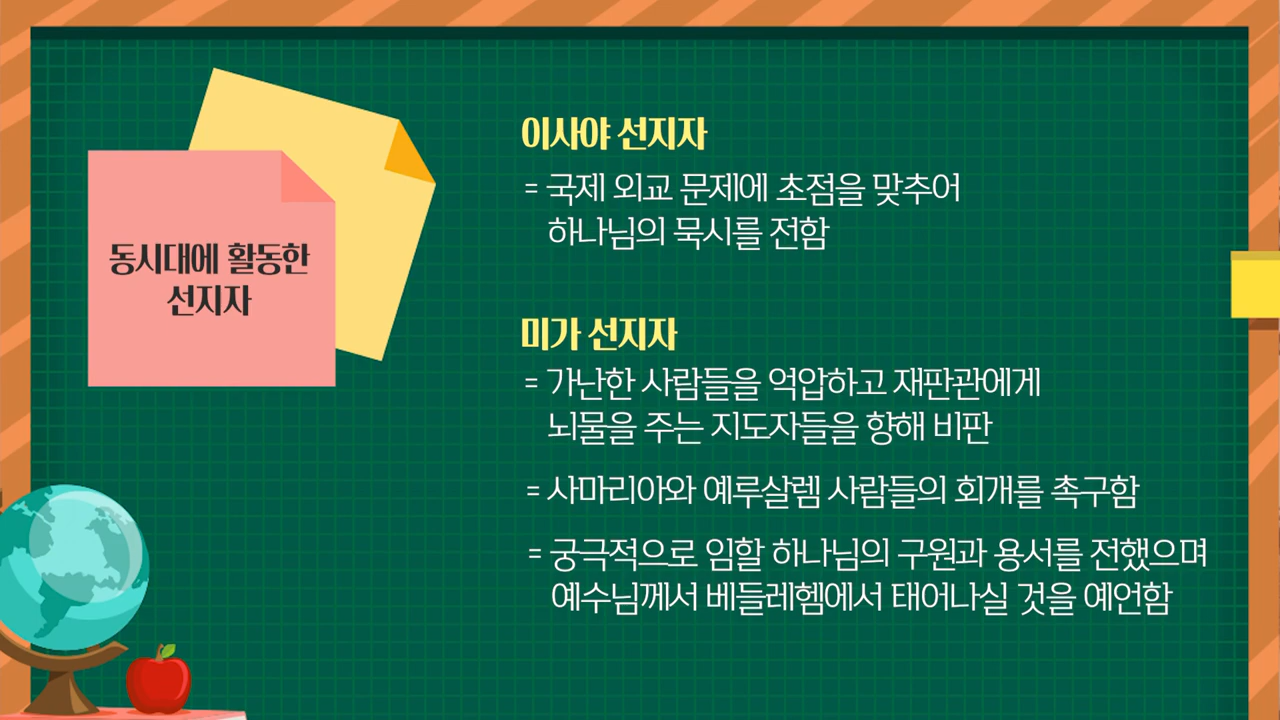 동시대에 활동한
선지자
이사야 선지자
= 국제 외교 문제에 초점을 맞추어
하나님의 묵시를 전함
미가 선지자
= 가난한 사람들을 억압하고 재판관에게
뇌물을 주는 지도자들을 향해 비판
= 사마리아와 예루살렘 사람들의 회개를 촉구함
= 궁극적으로 임할 하나님의 구원과 용서를 전했으며
예수님께서 베들레헴에서 태어나실 것을 예언함